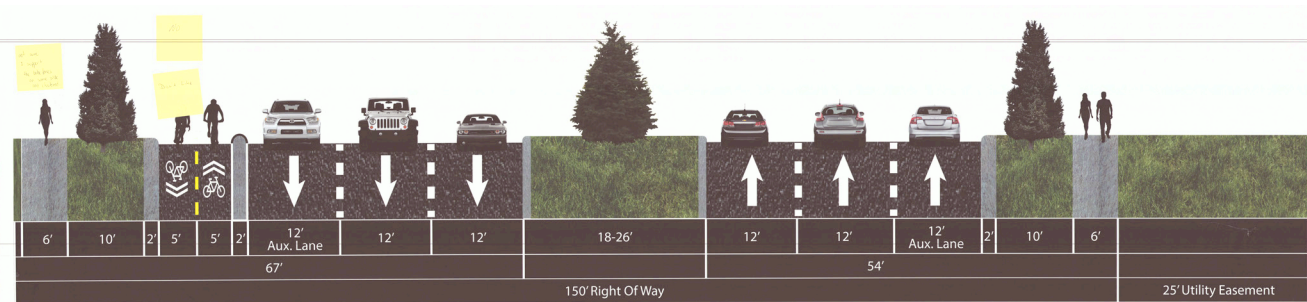 6' 10' 2' 5' 5' 2' 12' 12' 12' 18-26' 12' 12' 12' 2' 10' 6'
Aux. Lane Aux. Lane
67' 54'
150' Right Of Way 25' Utility Easement